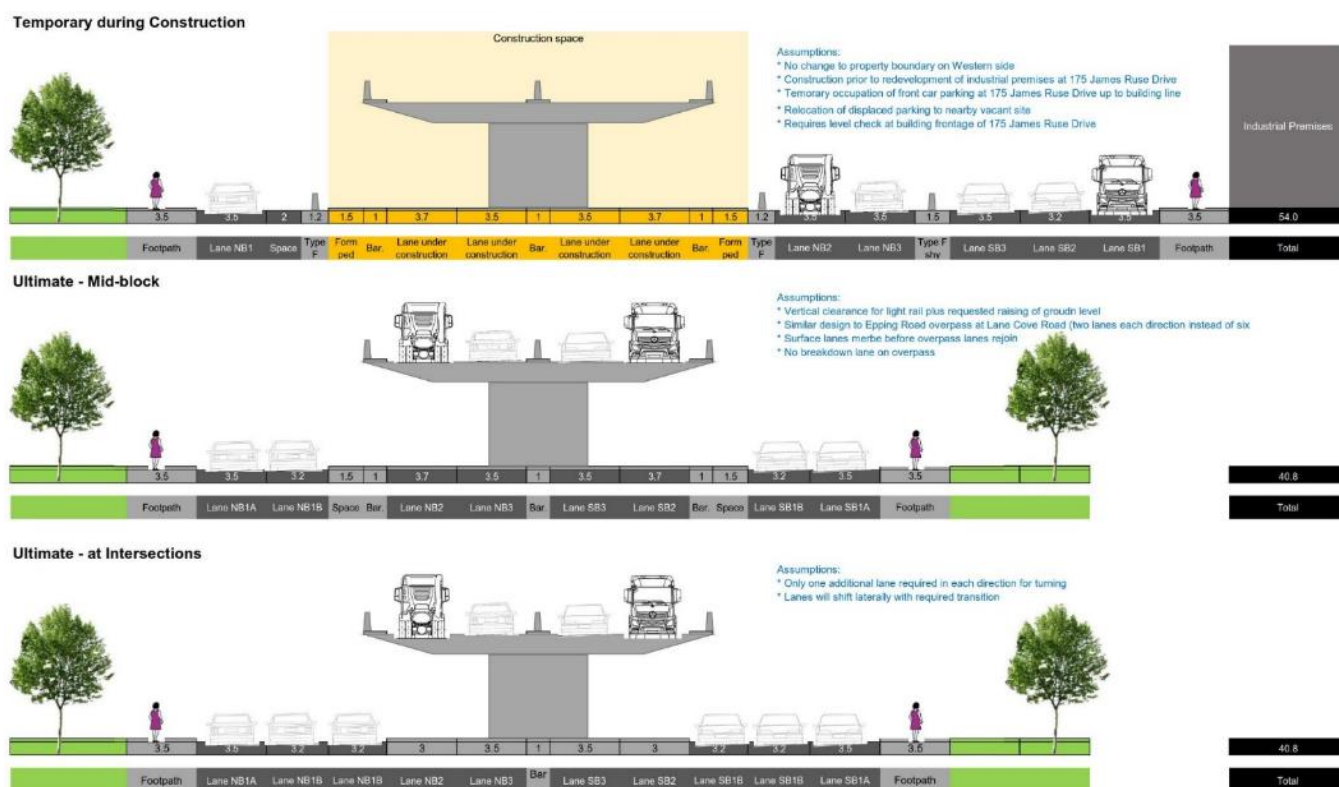 Temporary during Construction
Construction space
Assumptions:
* No change to property boundary on Western side
* Construction prior to redevelopment of industrial premises at 175 James Ruse Drive
* Temorary occupation of front car parking at 175 James Ruse Drive up to building line
* Relocation of displaced parking to nearby vacant site
* Requires level check at building frontage of 175 James Ruse Drive
Industrial Premises
3.5 3.5 2 1.2 1.5 1 3.7 3.5 1 3.5 3.7 1 1.5 1.2 3.5 3.5 1.5 3.5 3.2 3.5 3.5 54.0
Footpath Lane NB1 Space Type F Form ped Bar. Lane under construction Lane under construction Bar. Lane under construction Lane under construction Bar. Form ped Type F Lane NB2 Lane NB3 Type F shy Lane SB3 Lane SB2 Lane SB1 Footpath Total
Ultimate - Mid-block
Assumptions:
* Vertical clearance for light rail plus requested raising of groudn level
* Similar design to Epping Road overpass at Lane Cove Road (two lanes each direction instead of six
* Surface lanes merbe before overpass lanes rejoin
* No breakdown lane on overpass
3.5 3.5 3.2 1.5 1 3.7 3.5 1 3.5 3.7 1 1.5 3.2 3.5 3.5 40.8
Footpath Lane NB1A Lane NB1B Space Bar. Lane NB2 Lane NB3 Bar. Lane SB3 Lane SB2 Bar. Space Lane SB1B Lane SB1A Footpath Total
Ultimate - at Intersections
Assumptions:
* Only one additional lane required in each direction for turning
* Lanes will shift laterally with required transition
3.5 3.5 3.2 3.2 3 3.5 1 3.5 3 3.2 3.2 3.5 3.5 40.8
Footpath Lane NB1A Lane NB1B Lane NB1B Lane NB2 Lane NB3 Bar Lane SB3 Lane SB2 Lane SB1B Lane SB1B Lane SB1A Footpath Total